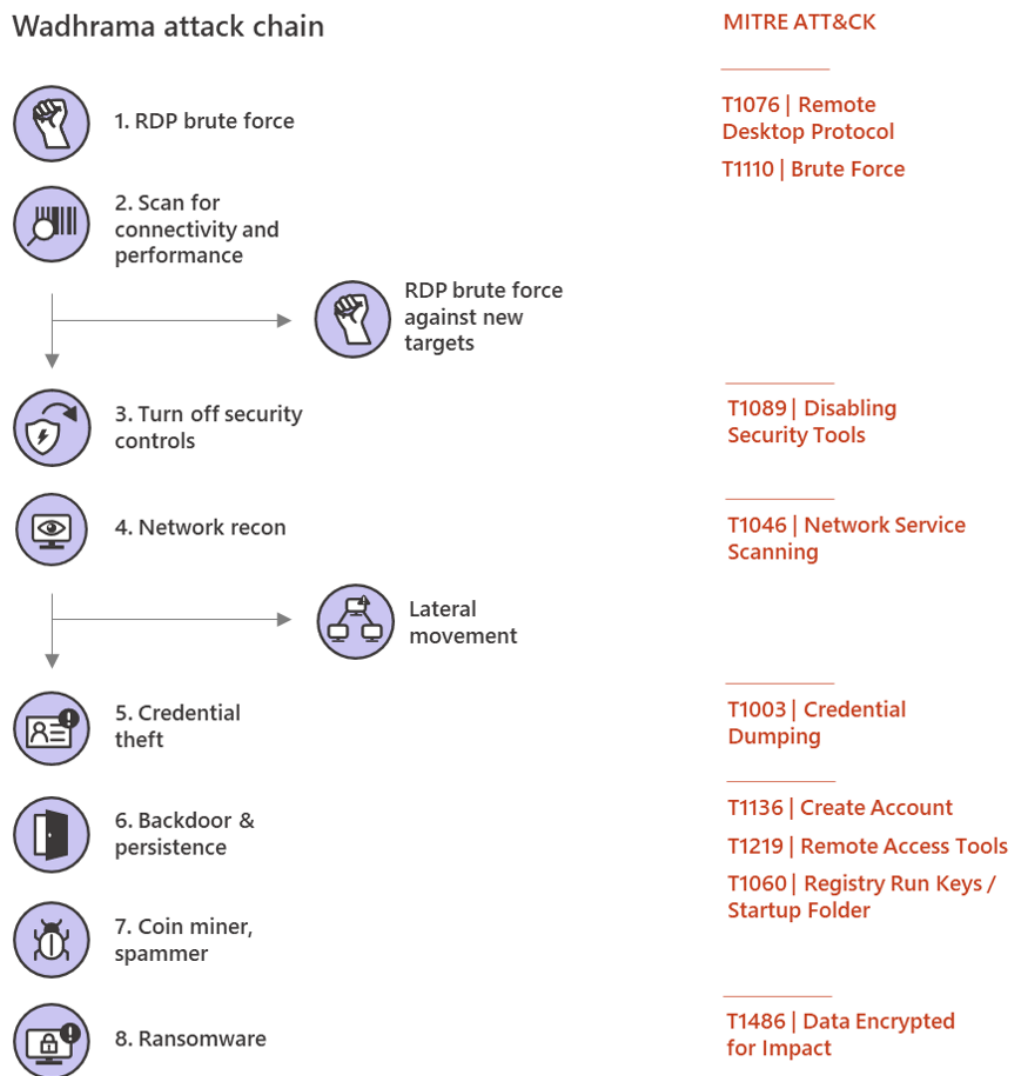 Wadhrama attack chain
MITRE ATT&CK
1. RDP brute force
T1076 | Remote
Desktop Protocol
T1110 | Brute Force
2. Scan for
connectivity and
performance
RDP brute force
against new
targets
3. Turn off security
controls
T1089 | Disabling
Security Tools
4. Network recon
T1046 | Network Service
Scanning
Lateral
movement
5. Credential
theft
T1003 | Credential
Dumping
6. Backdoor &
persistence
T1136 | Create Account
T1219 | Remote Access Tools
T1060 | Registry Run Keys /
Startup Folder
7. Coin miner,
spammer
8. Ransomware
T1486 | Data Encrypted
for Impact